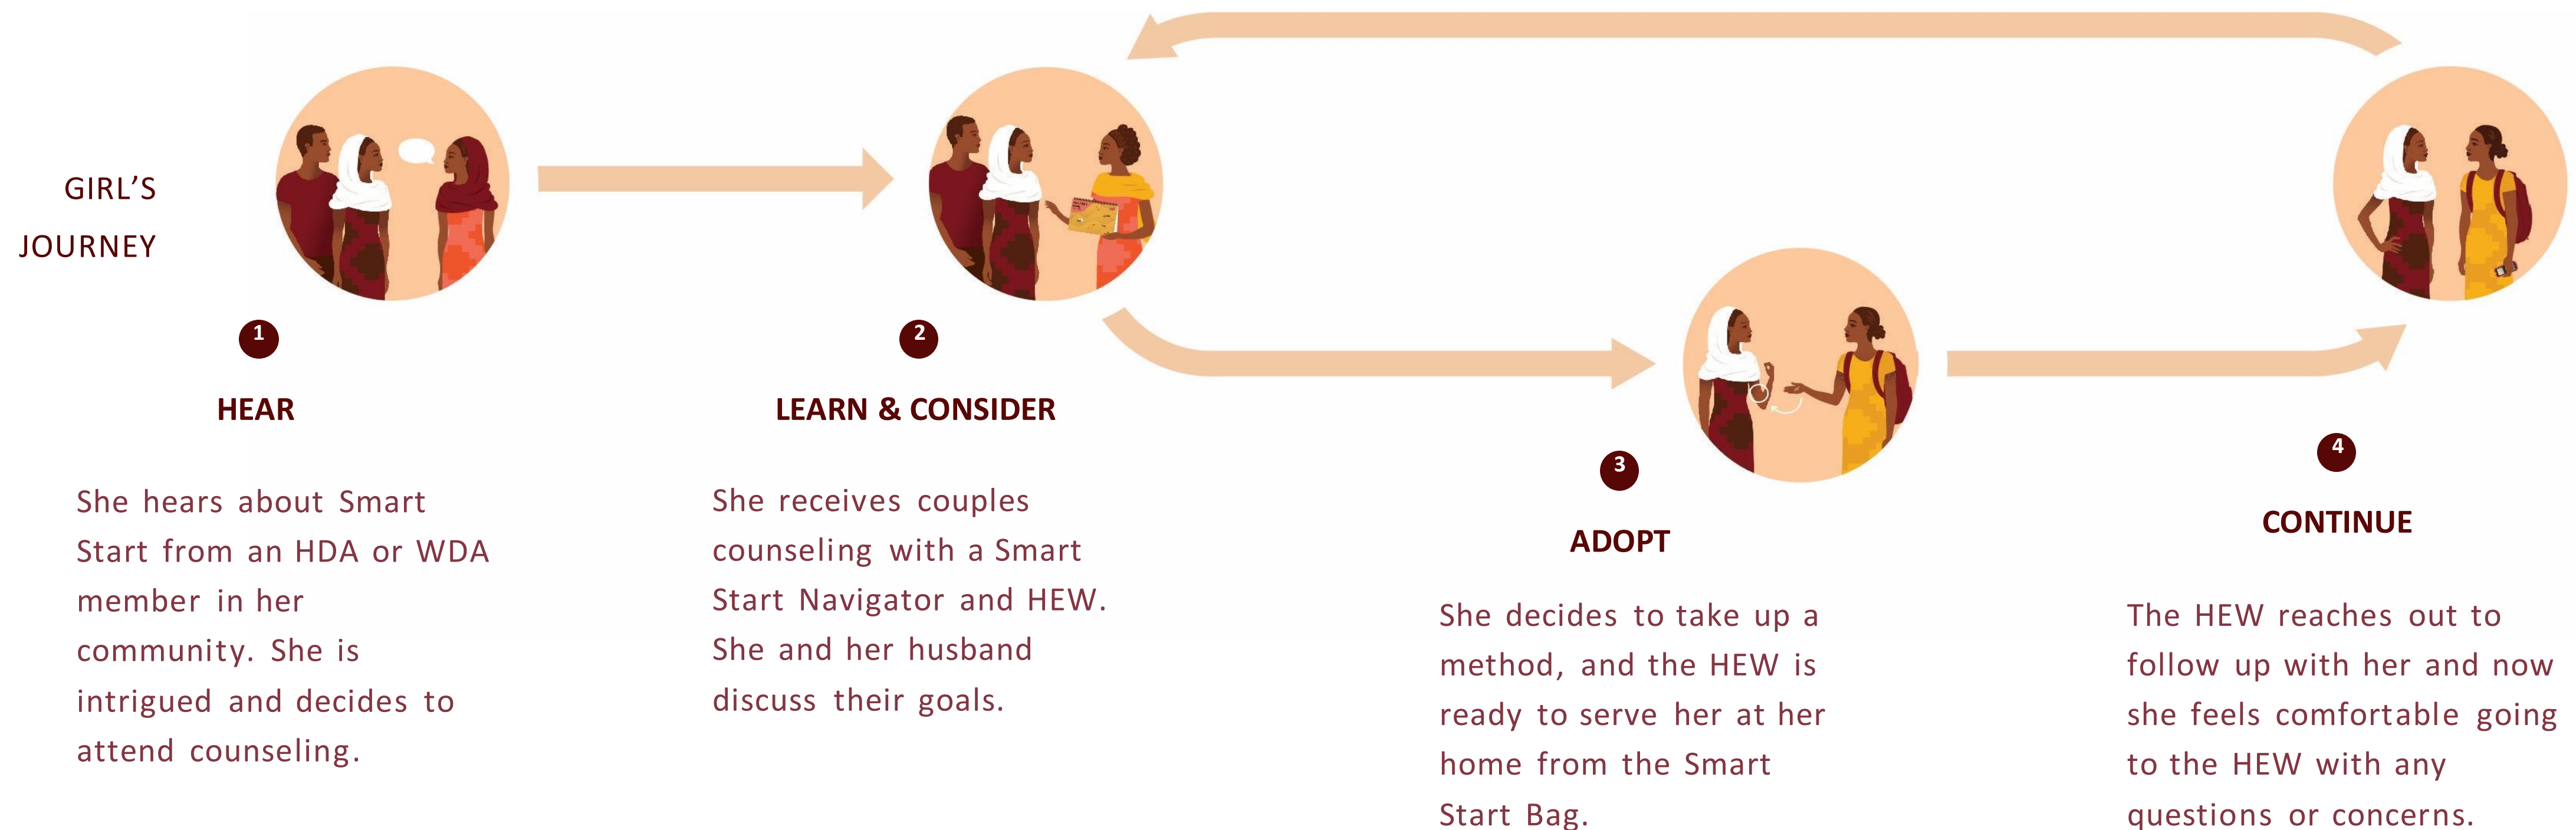 GIRL’S
JOURNEY
1
HEAR
She hears about Smart
Start from an HDA or WDA
member in her
community. She is
intrigued and decides to
attend counseling.
2
LEARN & CONSIDER
She receives couples
counseling with a Smart
Start Navigator and HEW.
She and her husband
discuss their goals.
3
ADOPT
She decides to take up a
method, and the HEW is
ready to serve her at her
home from the Smart
Start Bag.
4
CONTINUE
The HEW reaches out to
follow up with her and now
she feels comfortable going
to the HEW with any
questions or concerns.